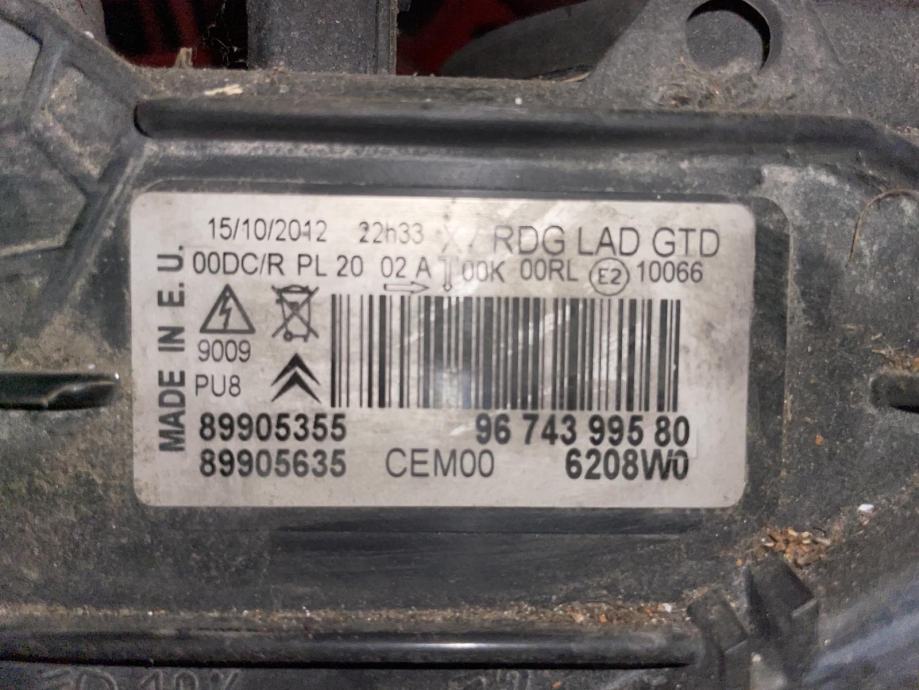 15/10/2012 22h33 X7 RDG LAD GTD
00DC/R PL 20 02 A 00K 00RL E2 10066
MADE IN E. U.
9009
PU8
89905355 96 743 995 80
89905635 CEM00 6208W0